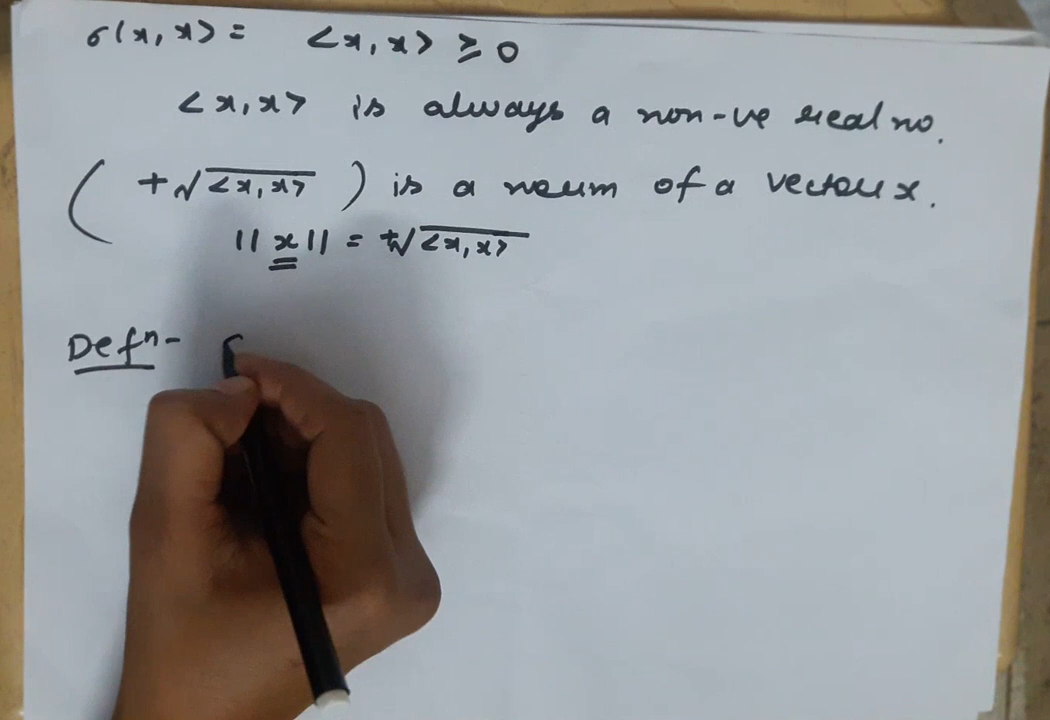 σ(x, x) = <x, x> ≥ 0
<x, x> is always a non-ve real no.
( +√<x, x> ) is a norm of a vector x.
||x|| = +√<x, x>
Defⁿ-